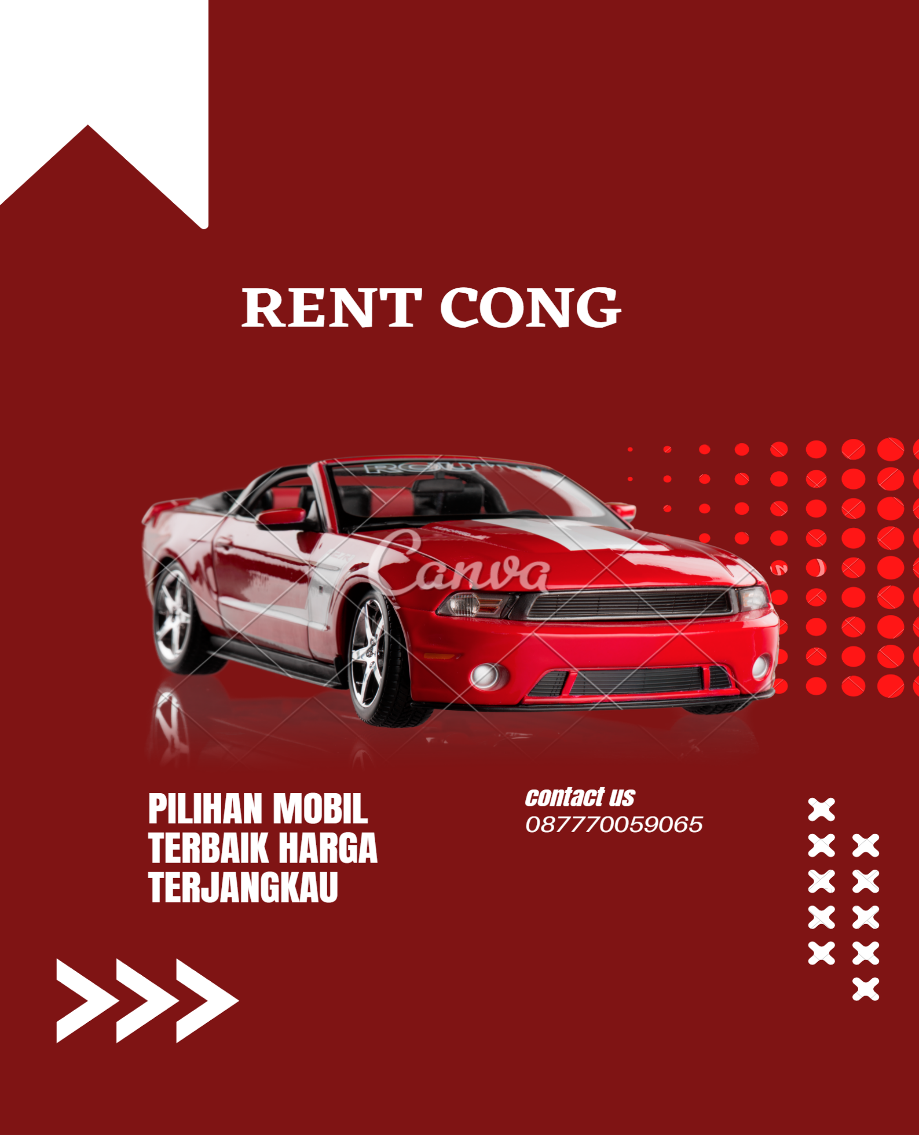 RENT CONG
Canva
PILIHAN MOBIL
TERBAIK HARGA
TERJANGKAU
contact us
087770059065